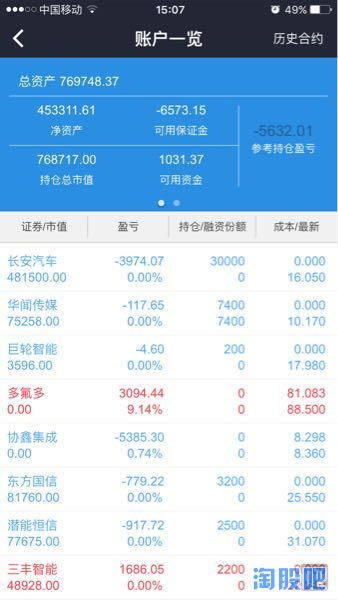 中国移动 15:07 49%
账户一览 历史合约
总资产 769748.37
453311.61 -6573.15
净资产 可用保证金
-5632.01
参考持仓盈亏
768717.00 1031.37
持仓总市值 可用资金
证券/市值 盈亏 持仓/融资份额 成本/最新
长安汽车 -3974.07 30000 0.000
481500.00 0.00% 0 16.050
华闻传媒 -117.65 7400 0.000
75258.00 0.00% 7400 10.170
巨轮智能 -4.60 200 0.000
3596.00 0.00% 0 17.980
多氟多 3094.44 0 81.083
0.00 9.14% 0 88.500
协鑫集成 -5385.30 0 8.298
0.00 0.74% 0 8.360
东方国信 -779.22 3200 0.000
81760.00 0.00% 0 25.550
潜能恒信 -917.72 2500 0.000
77675.00 0.00% 0 31.070
三丰智能 1686.05 2200
48928.00 0.00% 0
淘股吧